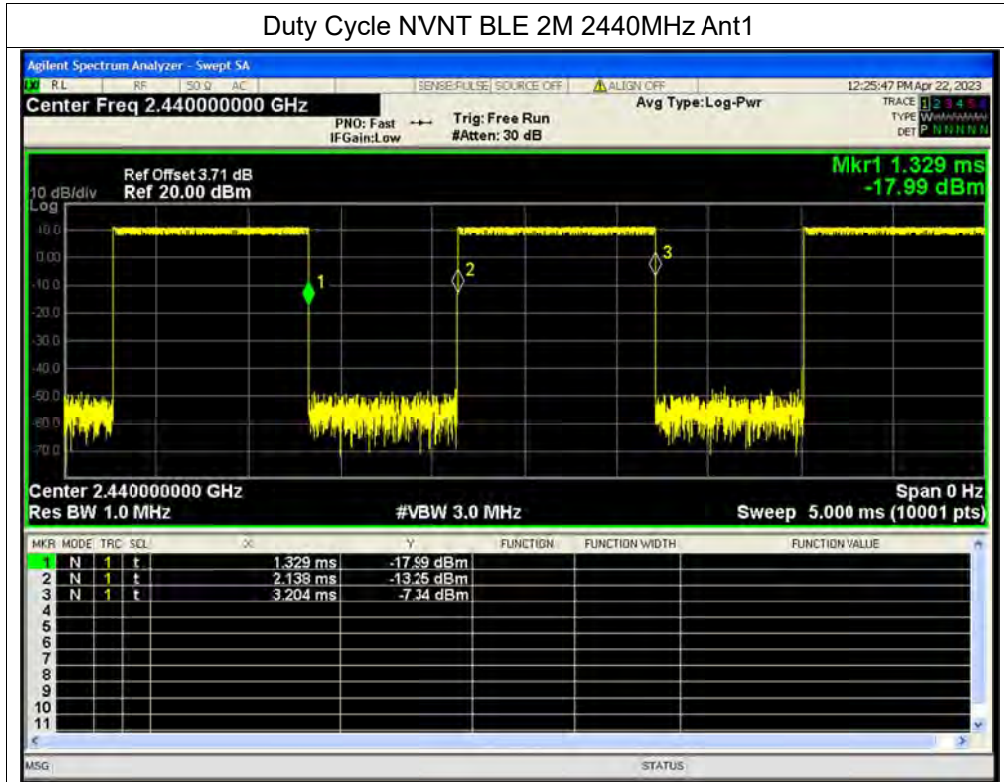 Duty Cycle NVNT BLE 2M 2440MHz Ant1
Agilent Spectrum Analyzer - Swept SA
RL RF 50 Ω AC SENSE:PULSE SOURCE OFF ALIGN OFF 12:25:47 PM Apr 22, 2023
Center Freq 2.440000000 GHz Avg Type:Log-Pwr TRACE 1 2 3 4 5 6
PNO: Fast Trig: Free Run TYPE W
IFGain:Low #Atten: 30 dB DET P N N N N N
Mkr1 1.329 ms
Ref Offset 3.71 dB
10 dB/div Ref 20.00 dBm -17.99 dBm
Log
10.0
0.00
-10.0
-20.0
-30.0
-40.0
-50.0
-60.0
-70.0
1
2
3
Center 2.440000000 GHz Span 0 Hz
Res BW 1.0 MHz #VBW 3.0 MHz Sweep 5.000 ms (10001 pts)
MKR MODE TRC SCL X Y FUNCTION FUNCTION WIDTH FUNCTION VALUE
1 N 1 t 1.329 ms -17.99 dBm
2 N 1 t 2.138 ms -13.25 dBm
3 N 1 t 3.204 ms -7.34 dBm
4
5
6
7
8
9
10
11
MSG STATUS